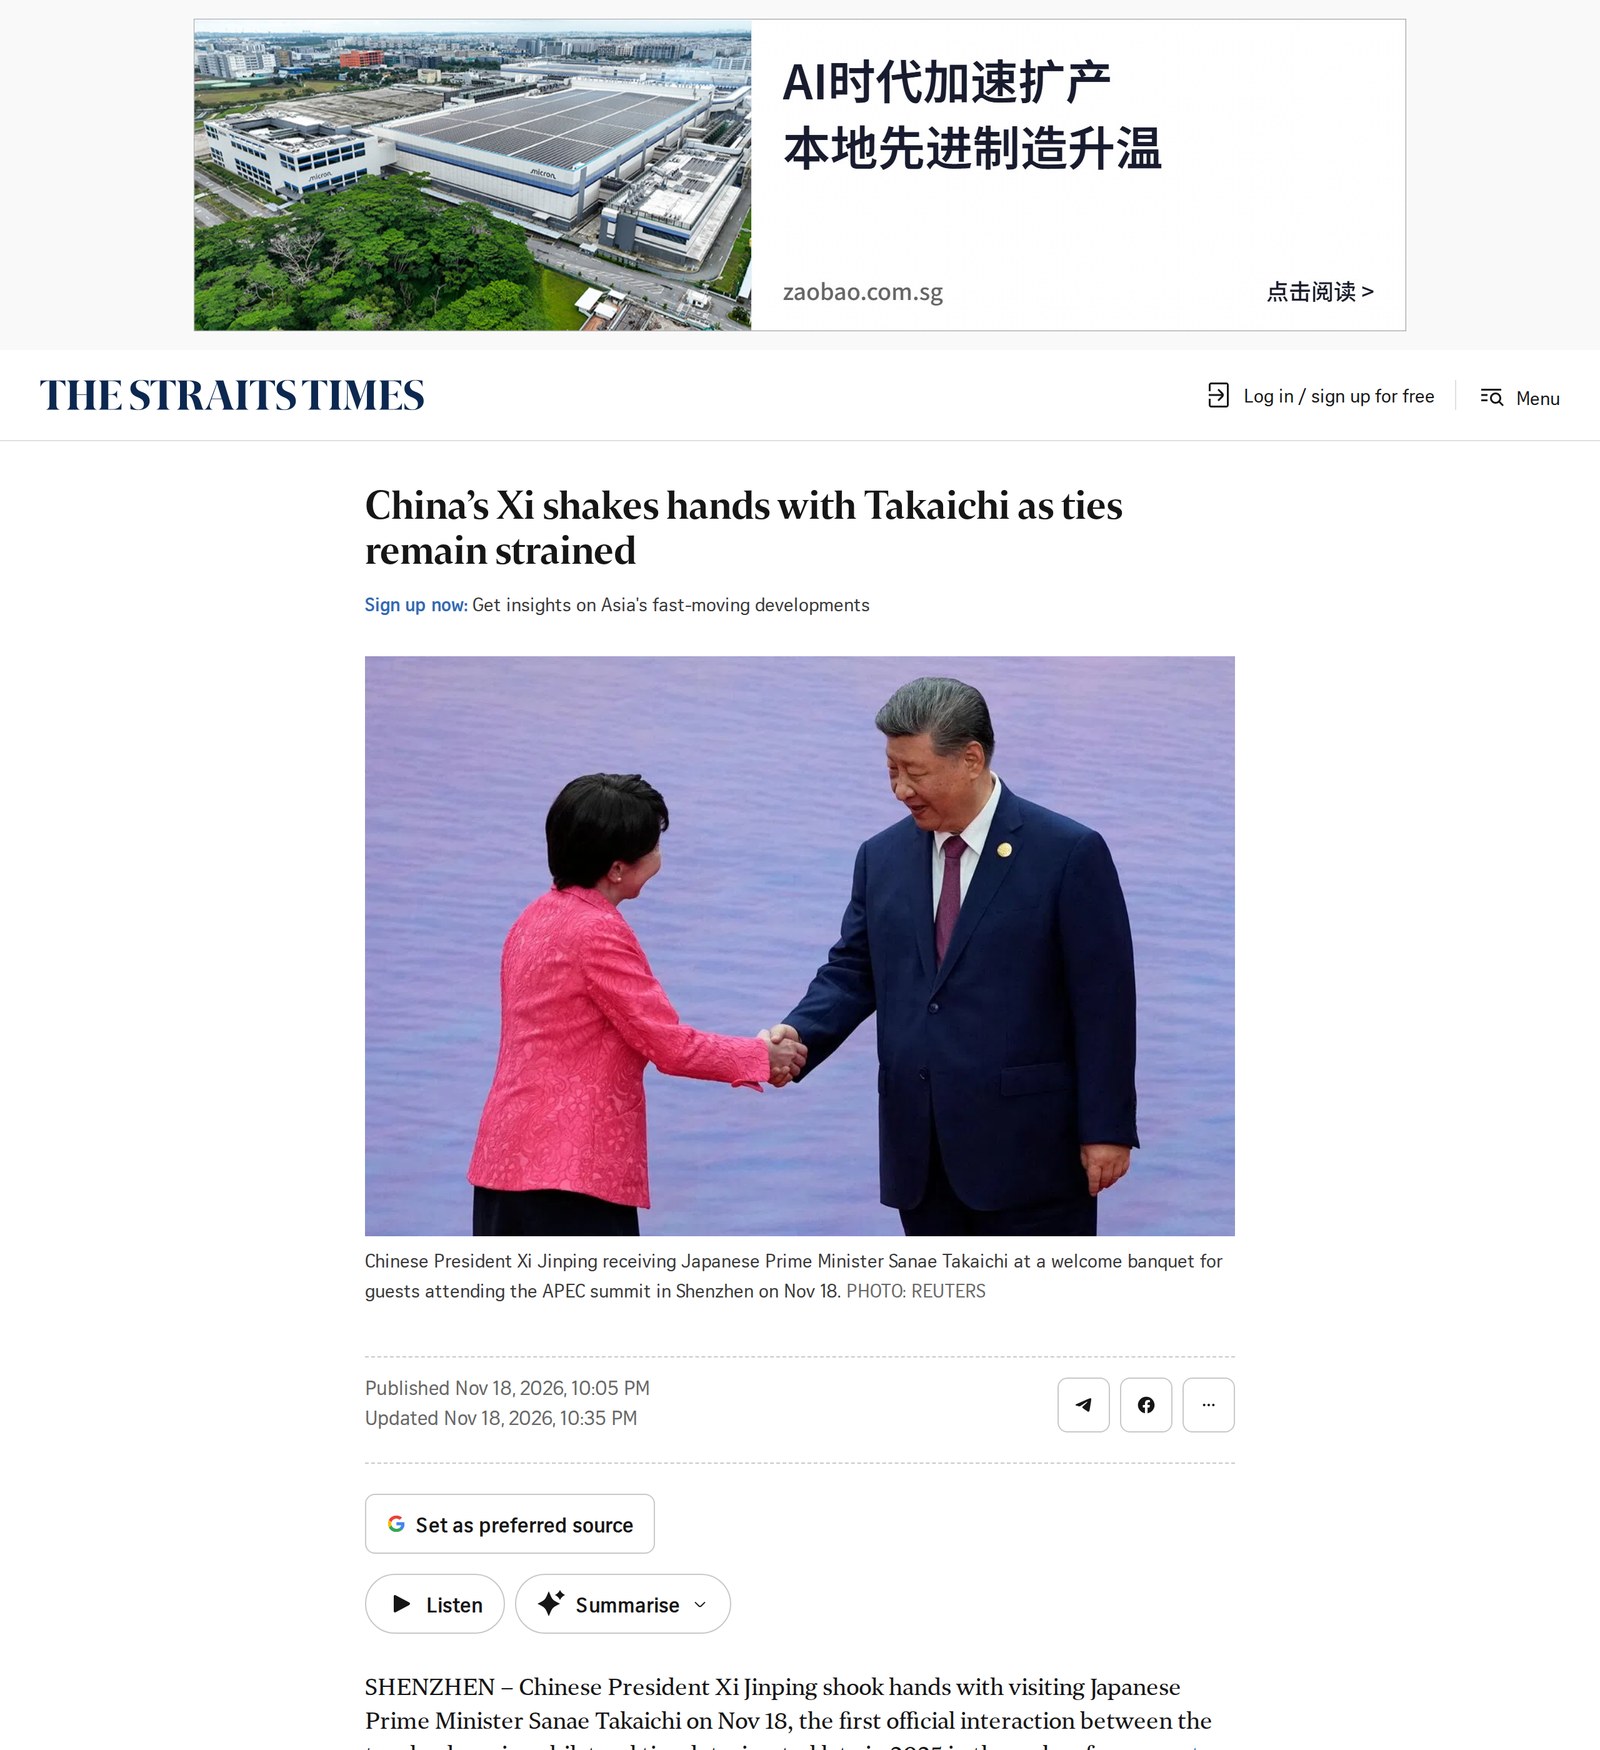 micron
micron
AI时代加速扩产
本地先进制造升温
zaobao.com.sg
点击阅读 >
THE STRAITS TIMES
Log in / sign up for free
Menu
China’s Xi shakes hands with Takaichi as ties
remain strained
Sign up now: Get insights on Asia's fast-moving developments
Chinese President Xi Jinping receiving Japanese Prime Minister Sanae Takaichi at a welcome banquet for
guests attending the APEC summit in Shenzhen on Nov 18. PHOTO: REUTERS
Published Nov 18, 2026, 10:05 PM
Updated Nov 18, 2026, 10:35 PM
Set as preferred source
Listen
Summarise
SHENZHEN – Chinese President Xi Jinping shook hands with visiting Japanese
Prime Minister Sanae Takaichi on Nov 18, the first official interaction between the